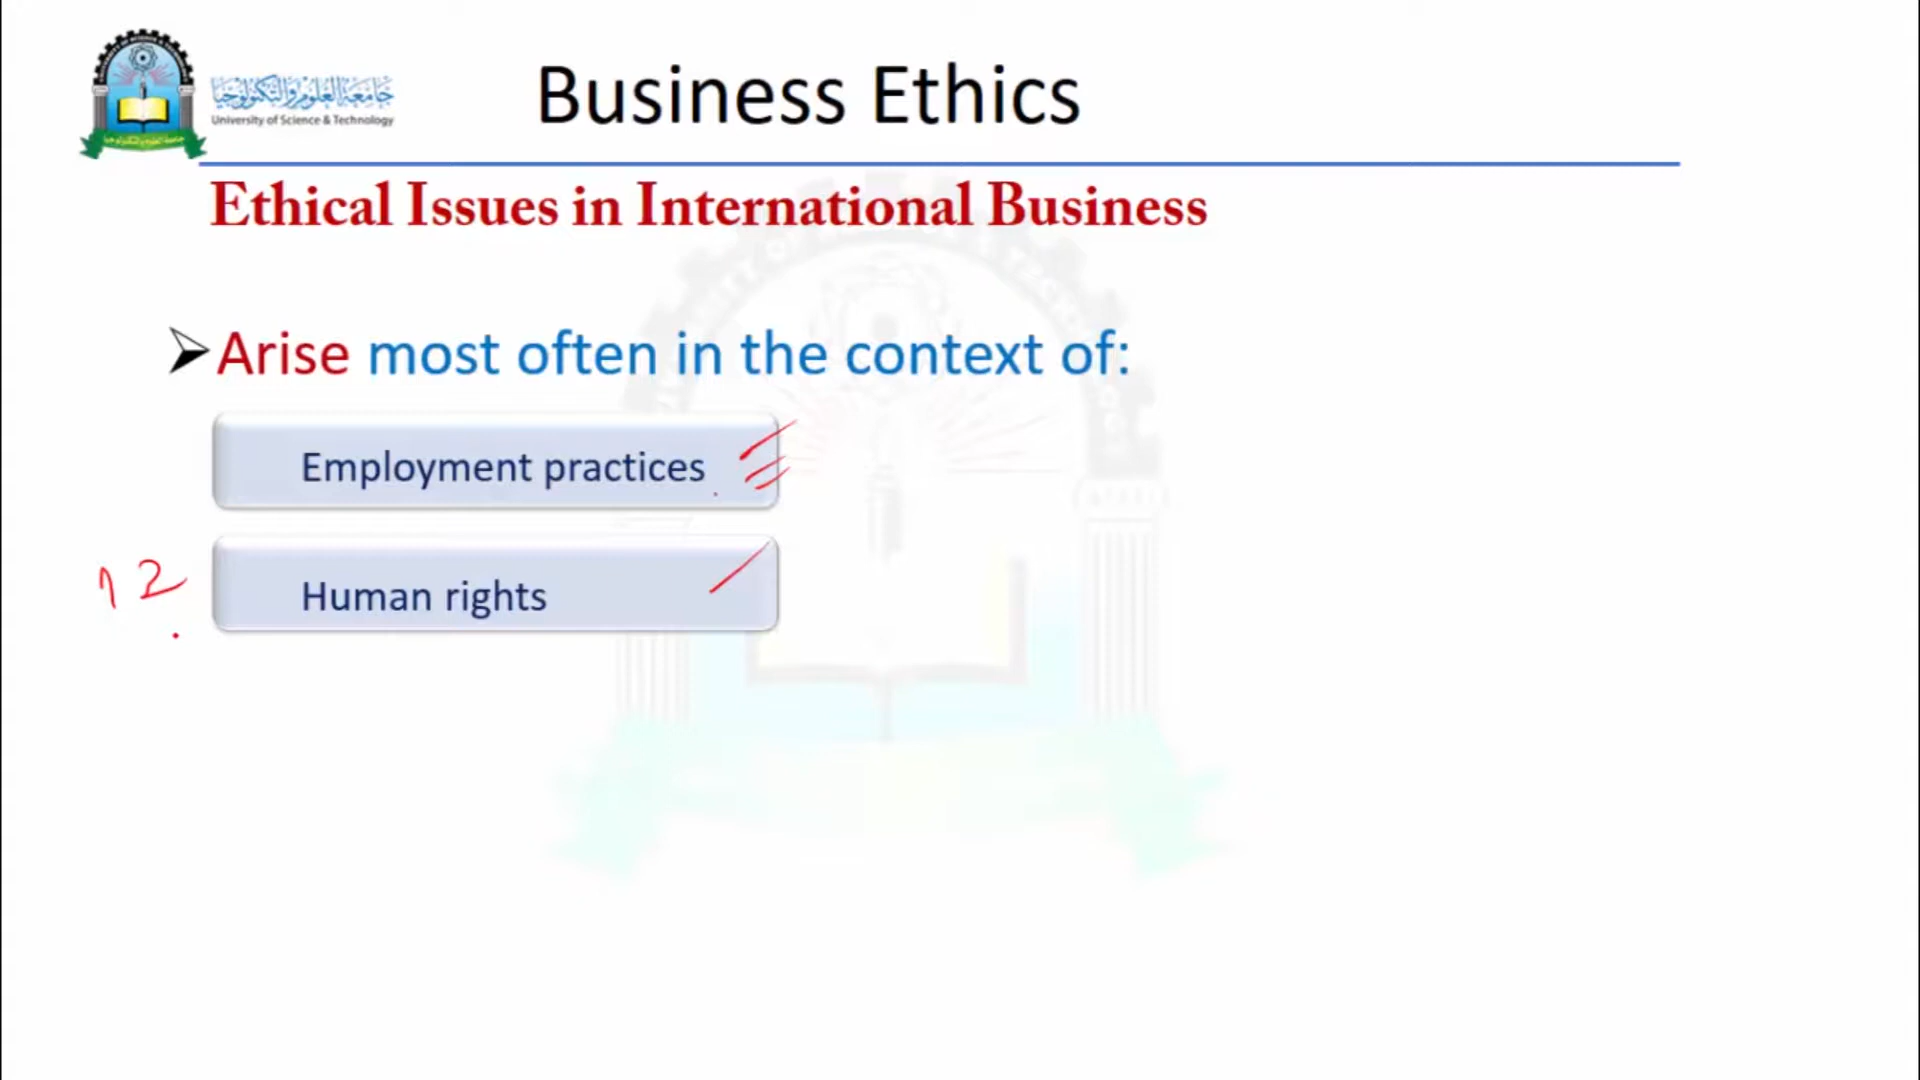 جامعة العلوم والتكنولوجيا
University of Science & Technology
Business Ethics
Ethical Issues in International Business
Arise most often in the context of:
Employment practices
12
Human rights